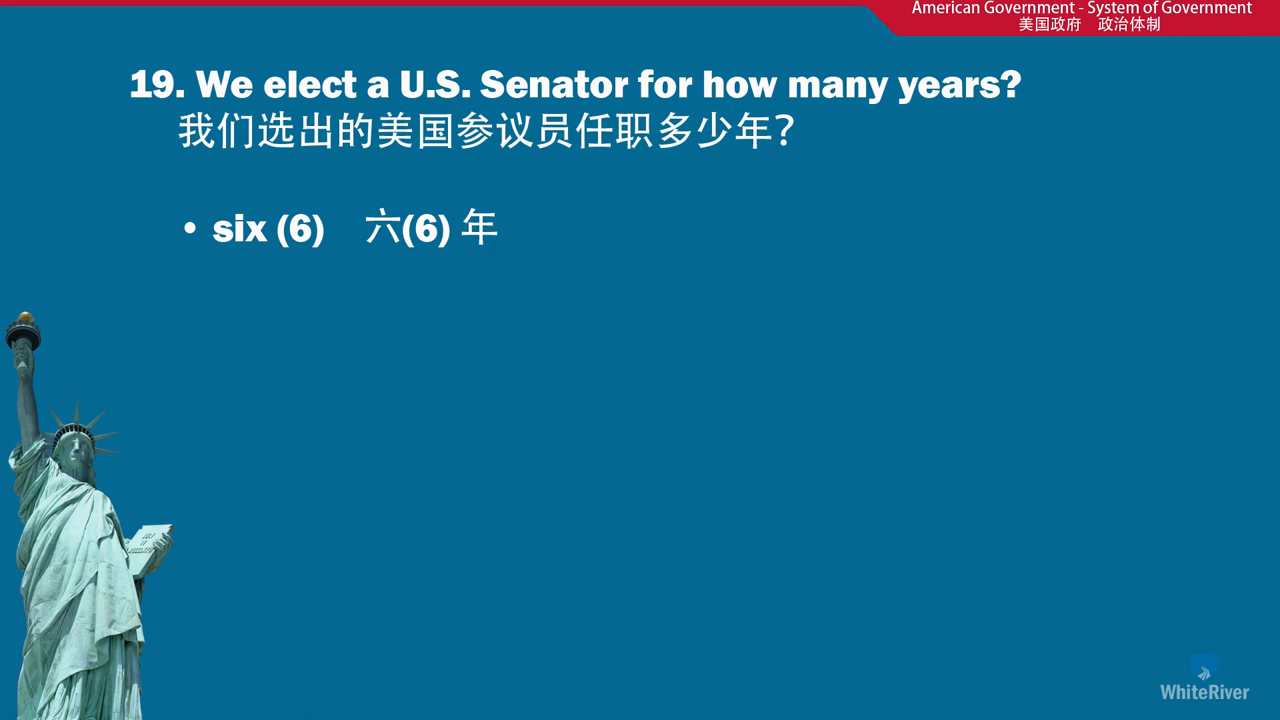 American Government - System of Government
美国政府 政治体制
19. We elect a U.S. Senator for how many years?
我们选出的美国参议员任职多少年?
• six (6) 六(6) 年
JULY
IV
WhiteRiver